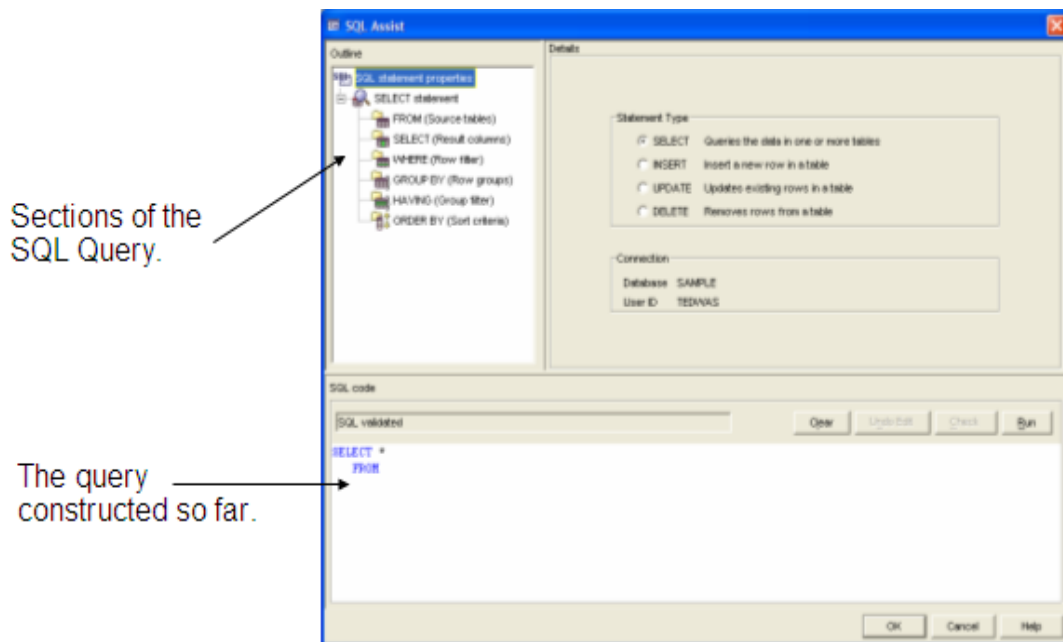 SQL Assist
Outline
SQL statement properties
SELECT statement
FROM (Source tables)
SELECT (Result columns)
WHERE (Row filter)
GROUP BY (Row groups)
HAVING (Group filter)
ORDER BY (Sort criteria)
Details
Statement Type
SELECT Queries the data in one or more tables
INSERT Insert a new row in a table
UPDATE Updates existing rows in a table
DELETE Removes rows from a table
Connection
Database SAMPLE
User ID TEDWAS
Sections of the
SQL Query.
SQL code
SQL validated
Clear Undo Edit Check Run
SELECT *
FROM
The query
constructed so far.
OK Cancel Help